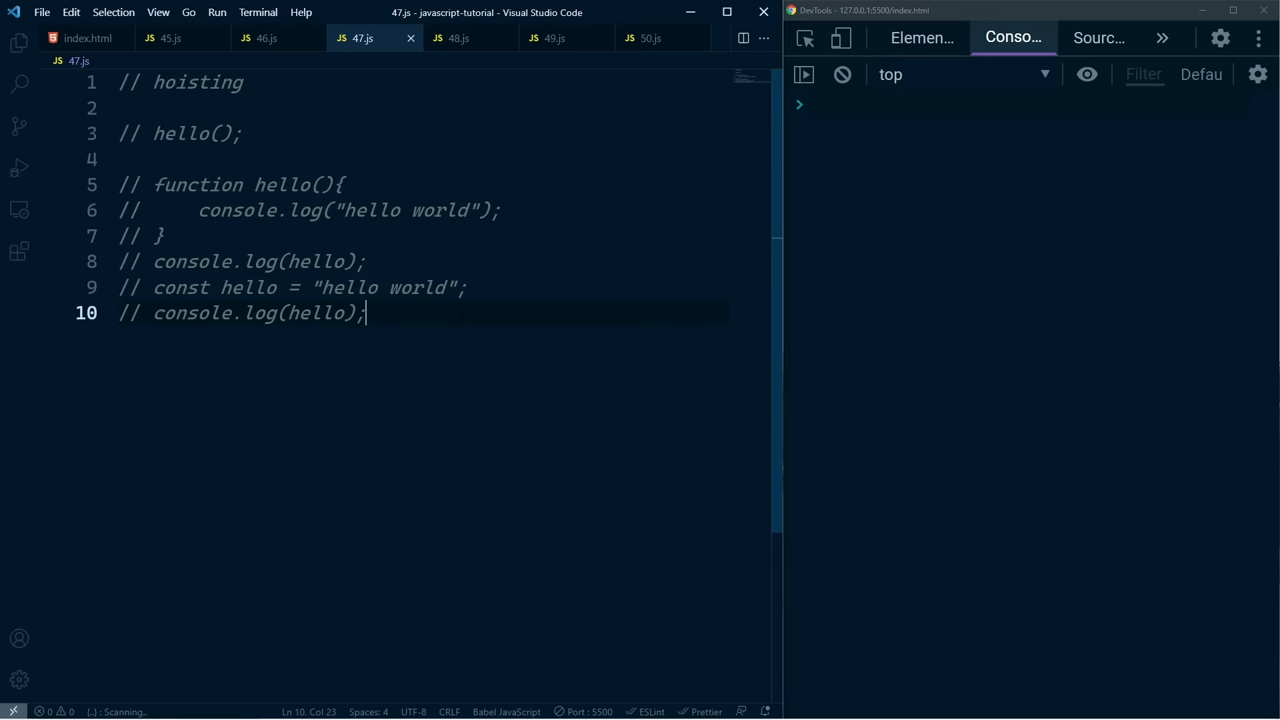 File Edit Selection View Go Run Terminal Help 47.js - javascript-tutorial - Visual Studio Code
DevTools - 127.0.0.1:5500/index.html
index.html JS 45.js JS 46.js JS 47.js JS 48.js JS 49.js JS 50.js
Elemen... Conso... Sourc...
JS 47.js
top Filter Defau
1 // hoisting
2
3 // hello();
4
5 // function hello(){
6 // console.log("hello world");
7 // }
8 // console.log(hello);
9 // const hello = "hello world";
10 // console.log(hello);
0 0 {..} : Scanning.. Ln 10, Col 23 Spaces: 4 UTF-8 CRLF Babel JavaScript Port : 5500 ESLint Prettier